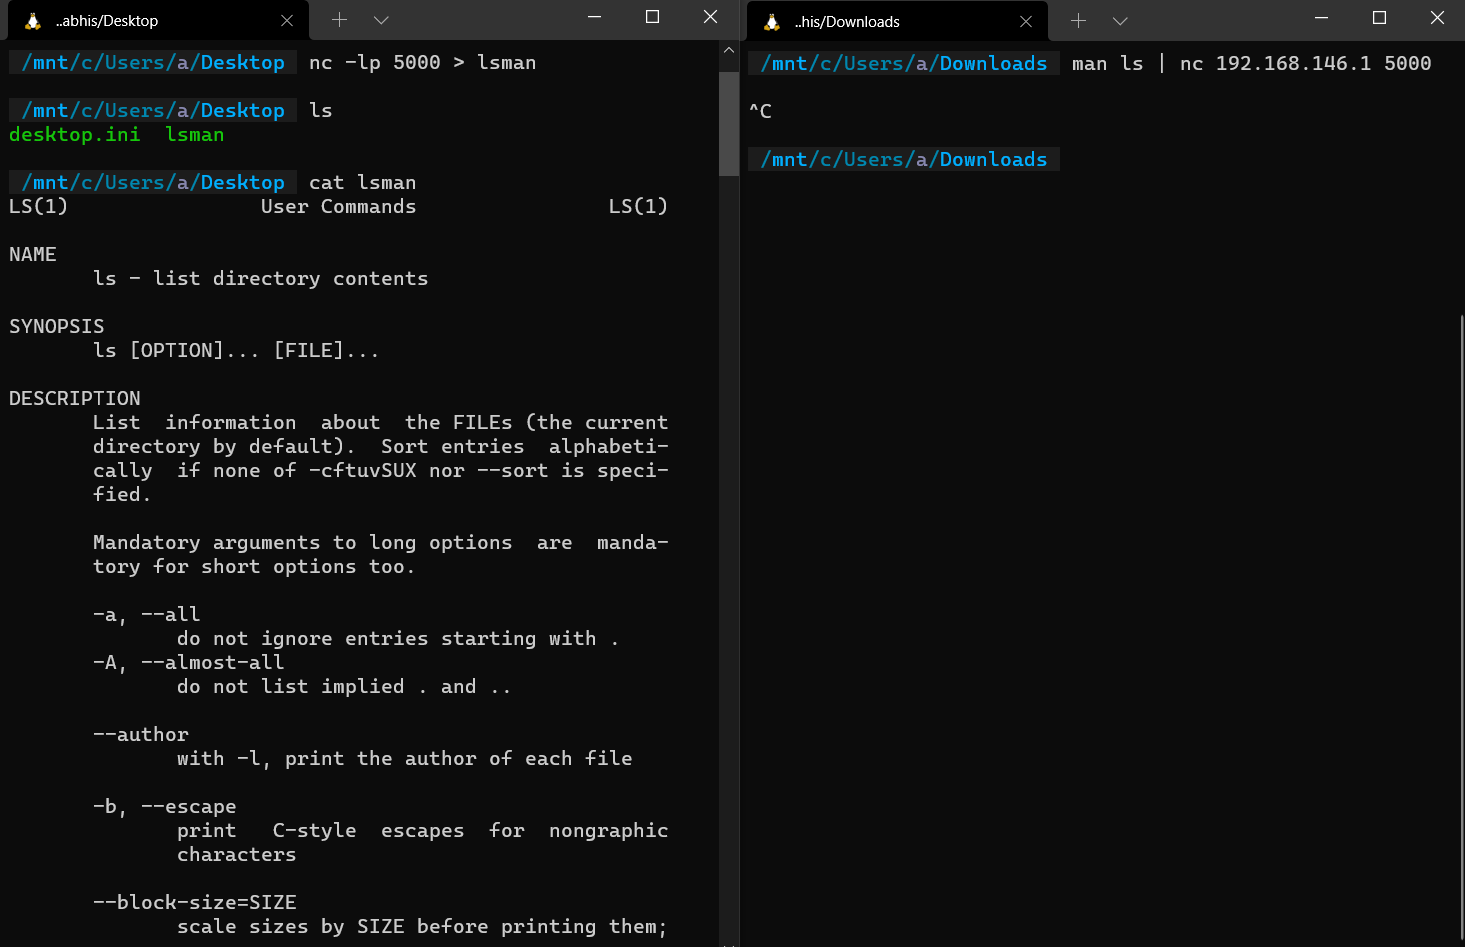 ..abhis/Desktop
/mnt/c/Users/a/Desktop nc -lp 5000 > lsman
/mnt/c/Users/a/Desktop ls
desktop.ini  lsman
/mnt/c/Users/a/Desktop cat lsman
LS(1)                User Commands                LS(1)
NAME
       ls - list directory contents
SYNOPSIS
       ls [OPTION]... [FILE]...
DESCRIPTION
       List  information  about  the FILEs (the current
       directory by default).  Sort entries  alphabeti-
       cally  if none of -cftuvSUX nor --sort is speci-
       fied.
       Mandatory arguments to long options  are  manda-
       tory for short options too.
       -a, --all
              do not ignore entries starting with .
       -A, --almost-all
              do not list implied . and ..
       --author
              with -l, print the author of each file
       -b, --escape
              print   C-style  escapes  for  nongraphic
              characters
       --block-size=SIZE
              scale sizes by SIZE before printing them;
..his/Downloads
/mnt/c/Users/a/Downloads man ls | nc 192.168.146.1 5000
^C
/mnt/c/Users/a/Downloads